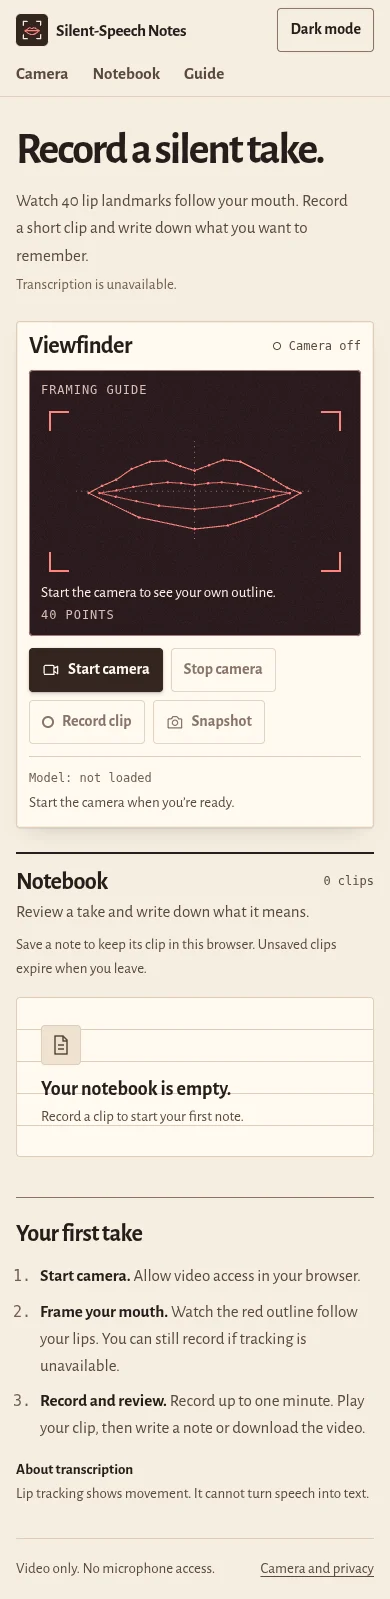 Silent-Speech Notes
Dark mode
Camera
Notebook
Guide
Record a silent take.
Watch 40 lip landmarks follow your mouth. Record
a short clip and write down what you want to
remember.
Transcription is unavailable.
Viewfinder
Camera off
FRAMING GUIDE
Start the camera to see your own outline.
40 POINTS
Start camera
Stop camera
Record clip
Snapshot
Model: not loaded
Start the camera when you're ready.
Notebook
0 clips
Review a take and write down what it means.
Save a note to keep its clip in this browser. Unsaved clips
expire when you leave.
Your notebook is empty.
Record a clip to start your first note.
Your first take
1. Start camera. Allow video access in your browser.
2. Frame your mouth. Watch the red outline follow
your lips. You can still record if tracking is
unavailable.
3. Record and review. Record up to one minute. Play
your clip, then write a note or download the video.
About transcription
Lip tracking shows movement. It cannot turn speech into text.
Video only. No microphone access.
Camera and privacy